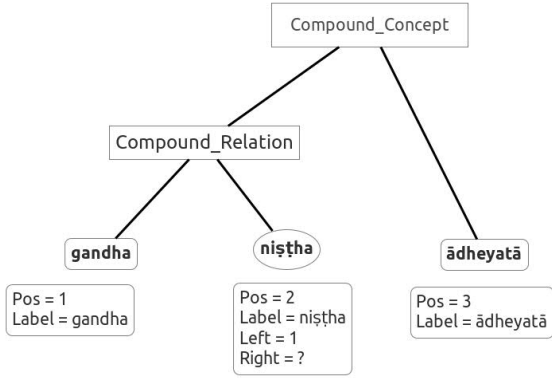 Compound_Concept
Compound_Relation
gandha
niṣṭha
ādheyatā
Pos = 1
Label = gandha
Pos = 2
Label = niṣṭha
Left = 1
Right = ?
Pos = 3
Label = ādheyatā